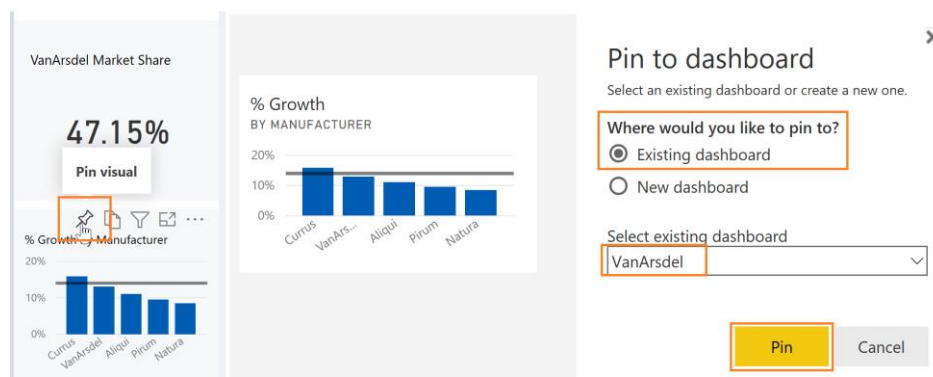 VanArsdel Market Share
47.15%
Pin visual
% Growth by Manufacturer
20%
10%
0%
Currus
VanArsdel
Aliqui
Pirum
Natura
% Growth
BY MANUFACTURER
20%
10%
0%
Currus
VanArs...
Aliqui
Pirum
Natura
Pin to dashboard
Select an existing dashboard or create a new one.
Where would you like to pin to?
Existing dashboard
New dashboard
Select existing dashboard
VanArsdel
Pin
Cancel